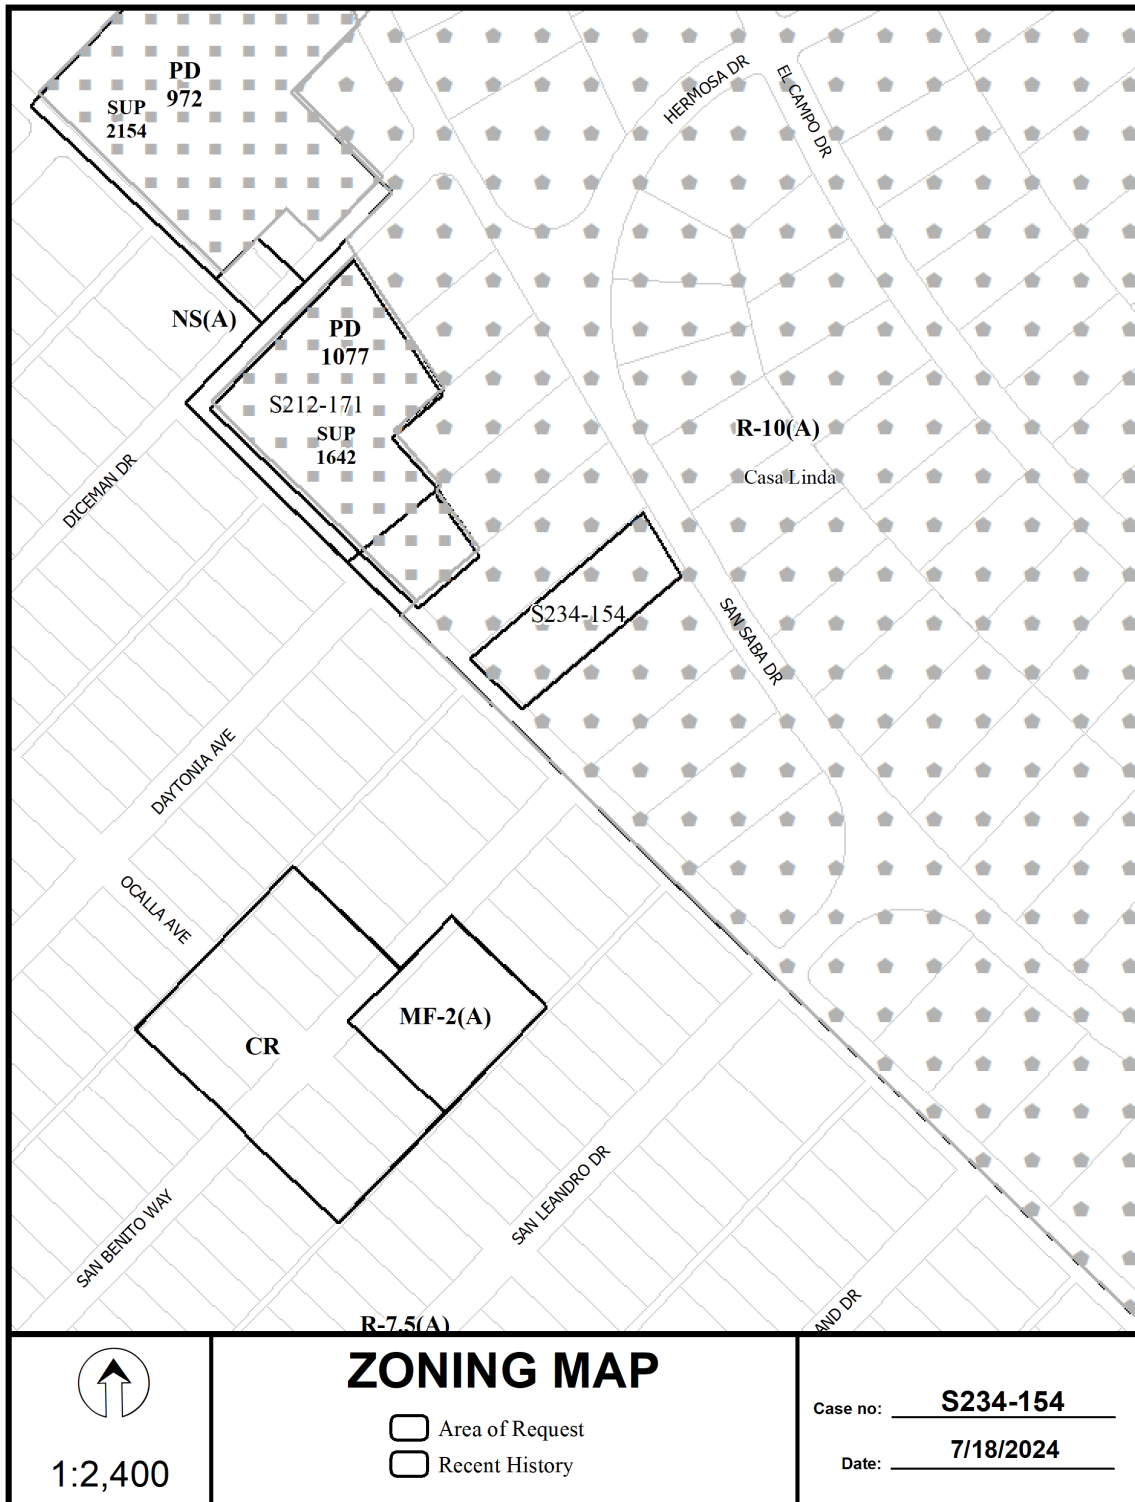 PD
972
SUP
2154
HERMOSA DR
EL CAMPO DR
NS(A)
PD
1077
S212-171
SUP
1642
R-10(A)
Casa Linda
DICEMAN DR
S234-154
SAN SABA DR
DAYTONIA AVE
OCALLA AVE
MF-2(A)
CR
SAN LEANDRO DR
SAN BENITO WAY
AND DR
R-7.5(A)
1:2,400
ZONING MAP
Area of Request
Recent History
Case no: S234-154
Date: 7/18/2024